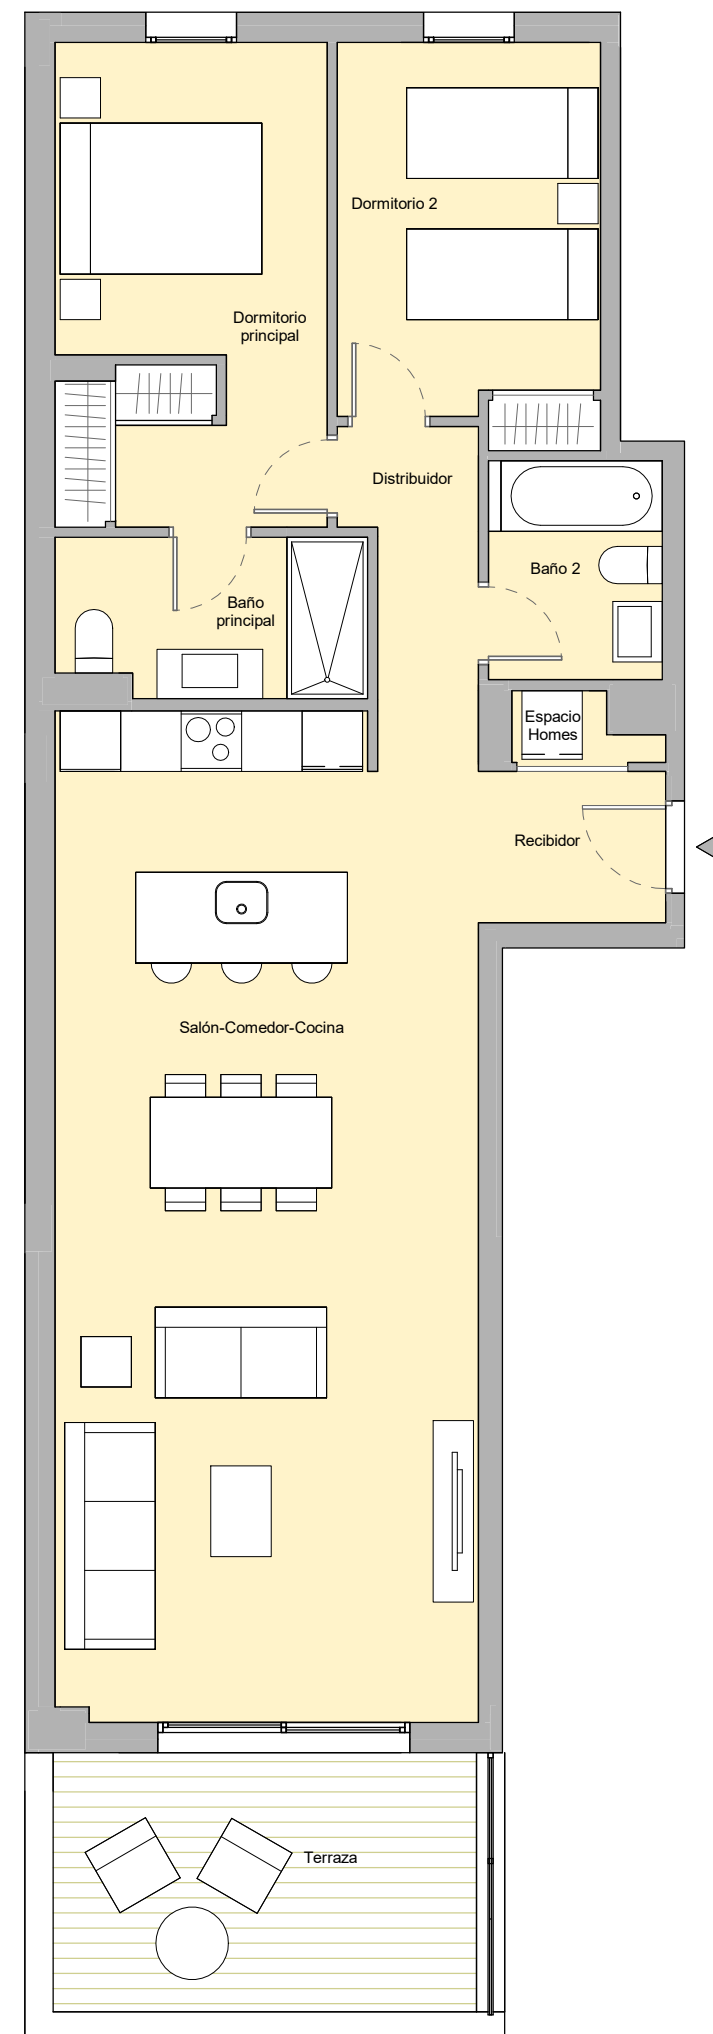 Dormitorio 2
Dormitorio
principal
Distribuidor
Baño 2
Baño
principal
Espacio
Homes
Recibidor
Salón-Comedor-Cocina
Terraza